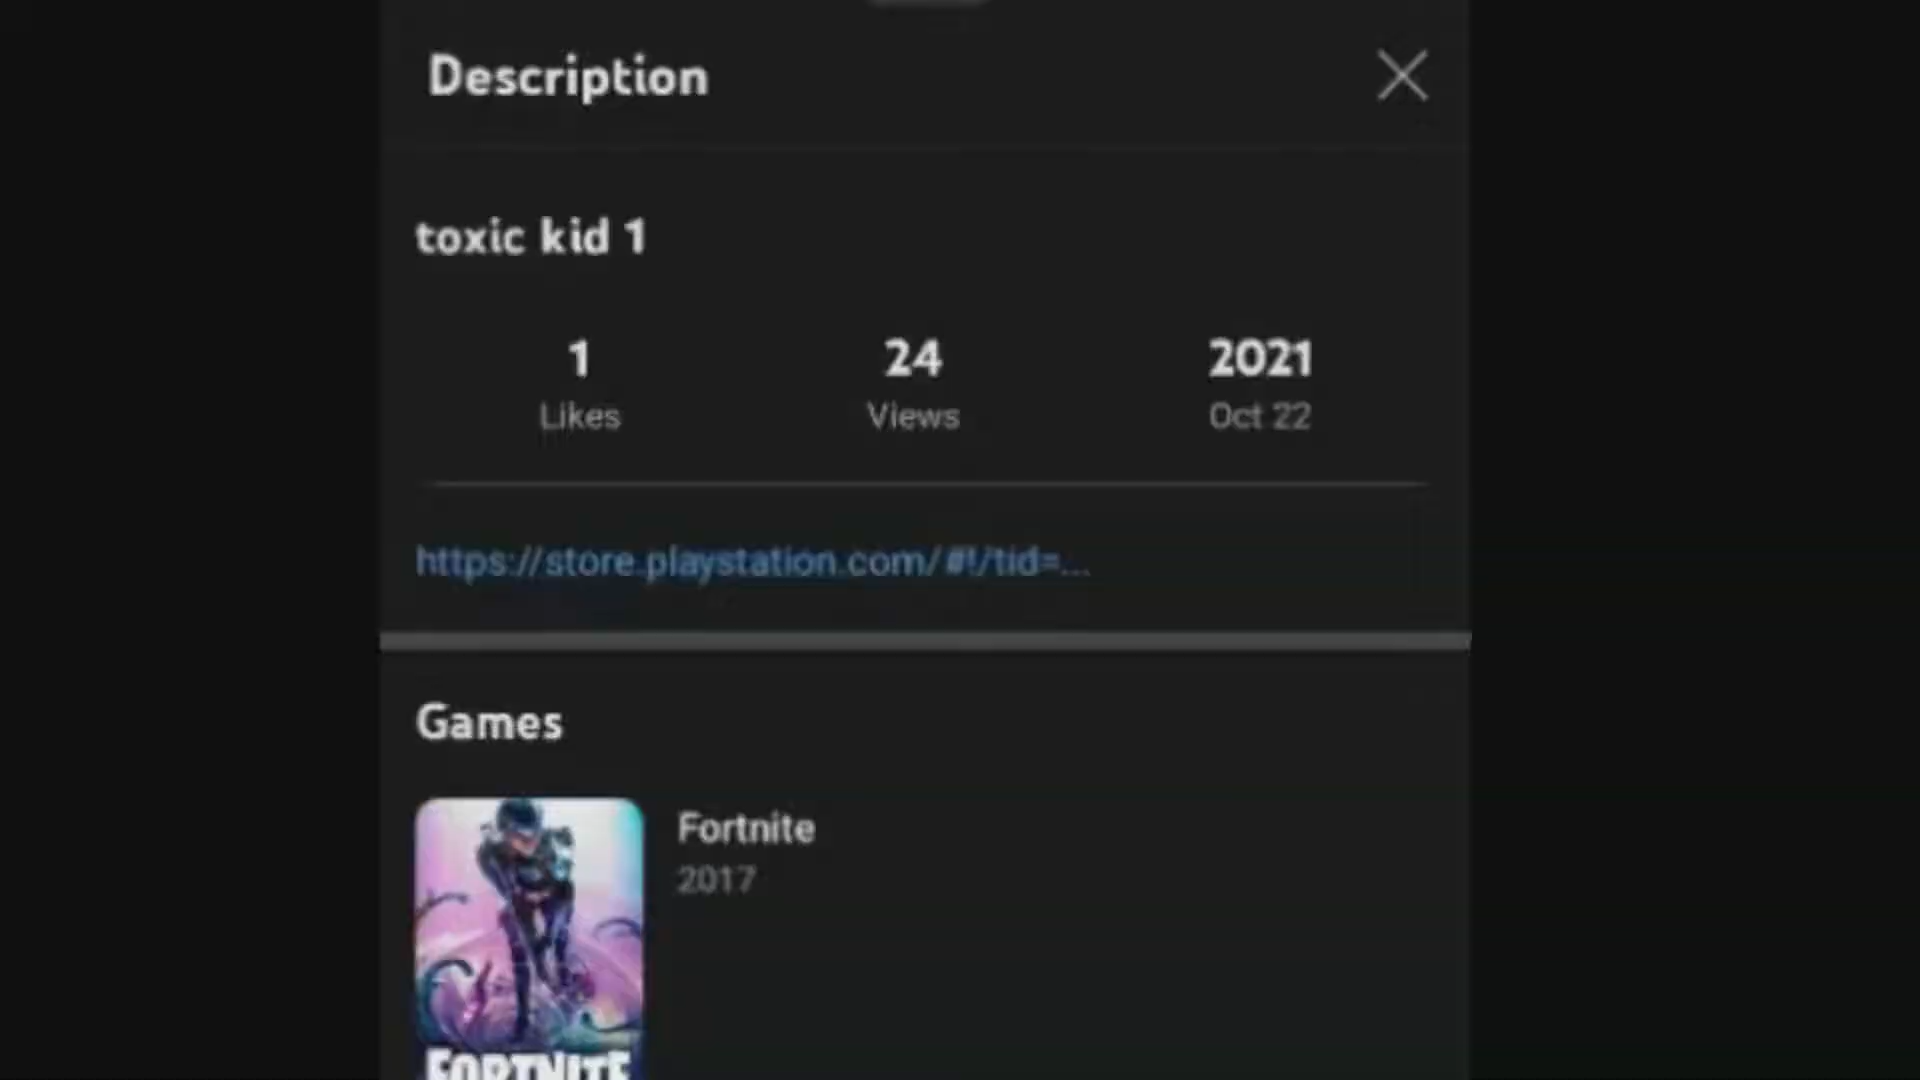 Description
toxic kid 1
1
Likes
24
Views
2021
Oct 22
https://store.playstation.com/#!/tid=...
Games
Fortnite
2017
FORTNITE